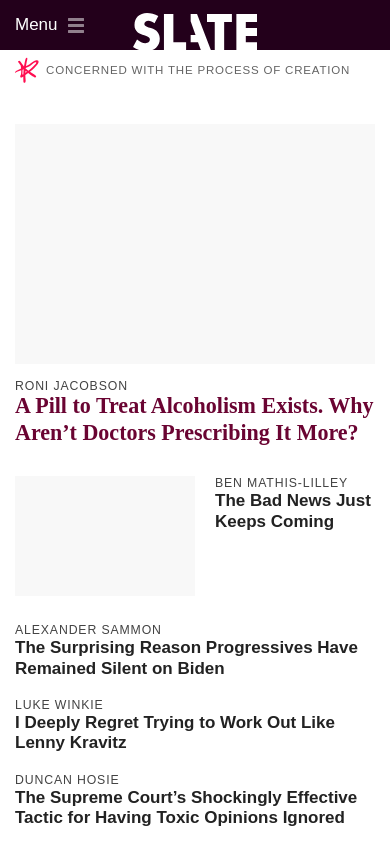 Menu
SLATE
CONCERNED WITH THE PROCESS OF CREATION
RONI JACOBSON
A Pill to Treat Alcoholism Exists. Why
Aren’t Doctors Prescribing It More?
BEN MATHIS-LILLEY
The Bad News Just
Keeps Coming
ALEXANDER SAMMON
The Surprising Reason Progressives Have
Remained Silent on Biden
LUKE WINKIE
I Deeply Regret Trying to Work Out Like
Lenny Kravitz
DUNCAN HOSIE
The Supreme Court’s Shockingly Effective
Tactic for Having Toxic Opinions Ignored